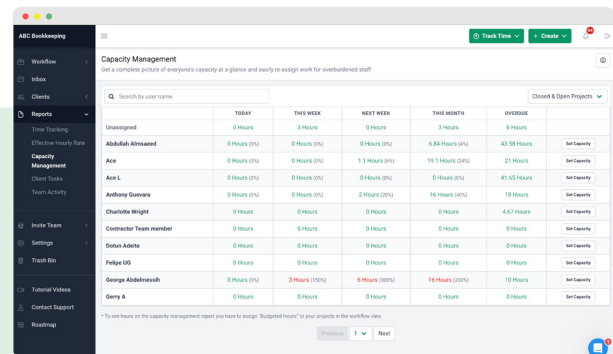 ABC Bookkeeping
Track Time
+ Create
Workflow
Inbox
Clients
Reports
Time Tracking
Effective Hourly Rate
Capacity
Management
Client Tasks
Team Activity
Invite Team
Settings
Trash Bin
Tutorial Videos
Contact Support
Roadmap
Capacity Management
Get a complete picture of everyone's capacity at a glance and easily re-assign work for overburdened staff
Search by user name
Closed & Open Projects
TODAY THIS WEEK NEXT WEEK THIS MONTH OVERDUE
Unassigned 0 Hours 3 Hours 0 Hours 3 Hours 6 Hours
Abdullah Almsaeed 0 Hours (0%) 0 Hours (0%) 0 Hours (0%) 6.84 Hours (4%) 43.58 Hours Set Capacity
Ace 0 Hours (0%) 0 Hours (0%) 1.1 Hours (6%) 19.1 Hours (24%) 21 Hours Set Capacity
Ace L 0 Hours (0%) 0 Hours (0%) 0 Hours (0%) 0 Hours (0%) 41.65 Hours Set Capacity
Anthony Guevara 0 Hours (0%) 0 Hours (0%) 2 Hours (20%) 16 Hours (40%) 18 Hours Set Capacity
Charlotte Wright 0 Hours 0 Hours 0 Hours 0 Hours 4.67 Hours Set Capacity
Contractor Team member 0 Hours 0 Hours 0 Hours 0 Hours 0 Hours Set Capacity
Dotun Adeite 0 Hours 0 Hours 0 Hours 0 Hours 0 Hours Set Capacity
Felipe UG 0 Hours 0 Hours 0 Hours 0 Hours 0 Hours Set Capacity
George Abdelmessih 0 Hours (0%) 3 Hours (150%) 6 Hours (300%) 16 Hours (200%) 10 Hours Set Capacity
Gerry A 0 Hours 0 Hours 0 Hours 0 Hours 0 Hours Set Capacity
* To see hours on the capacity management report you have to assign "Budgeted Hours" to your projects in the workflow view
Previous 1 Next